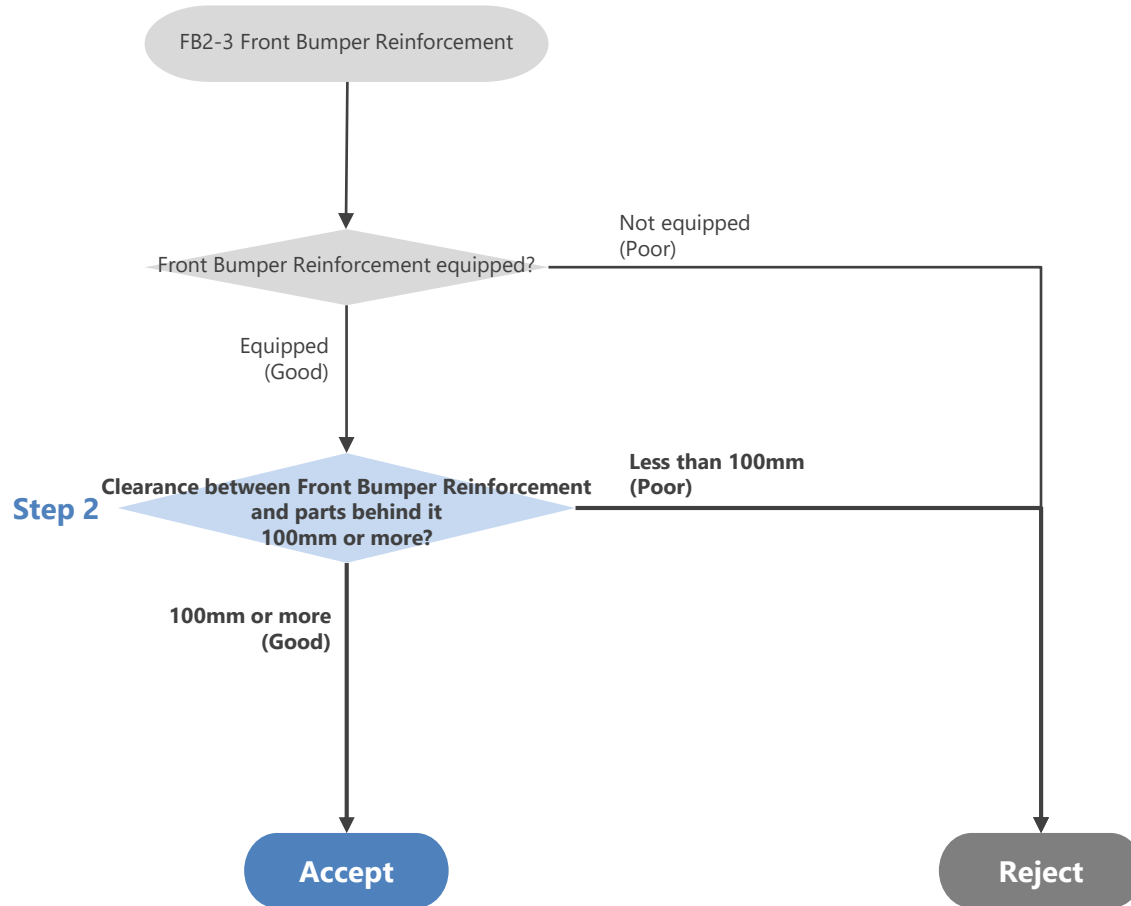 FB2-3 Front Bumper Reinforcement
Front Bumper Reinforcement equipped?
Not equipped
(Poor)
Equipped
(Good)
Step 2
Clearance between Front Bumper Reinforcement
and parts behind it
100mm or more?
Less than 100mm
(Poor)
100mm or more
(Good)
Accept
Reject